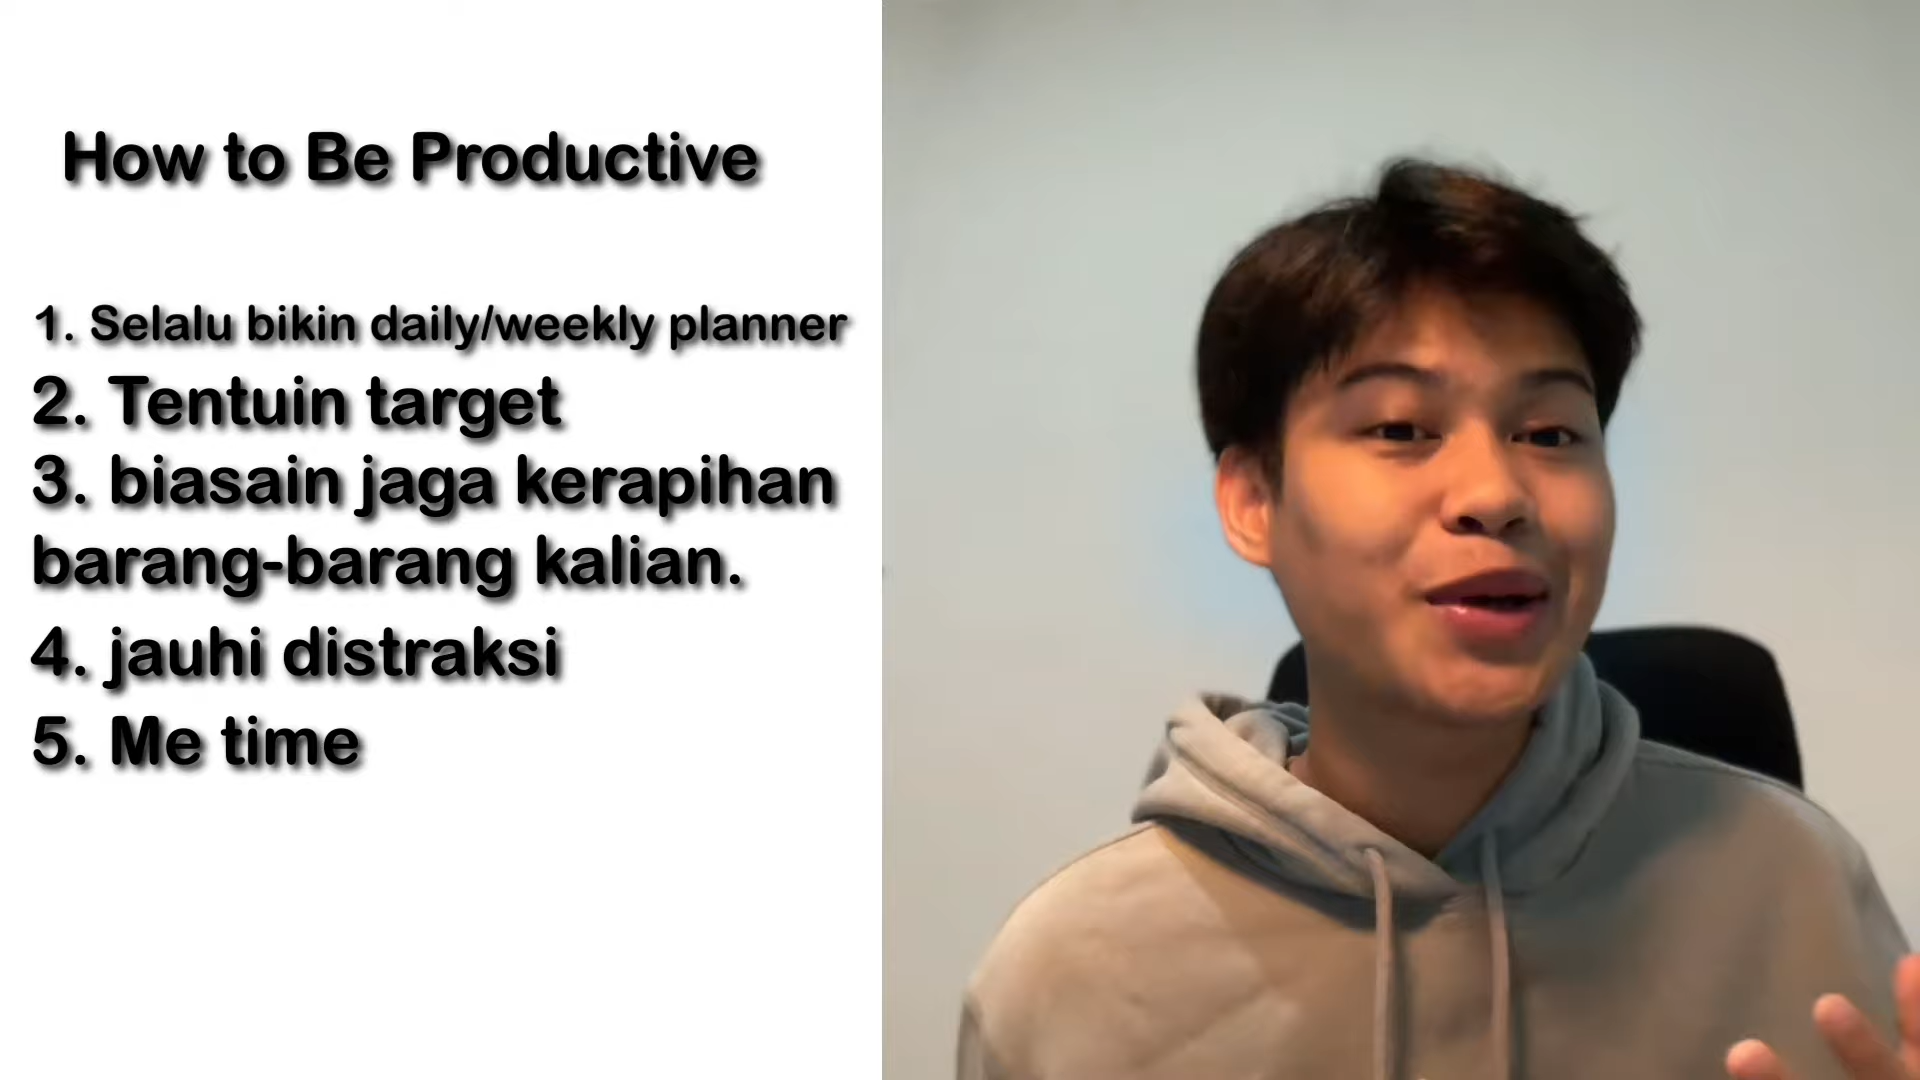 How to Be Productive
1. Selalu bikin daily/weekly planner
2. Tentuin target
3. biasain jaga kerapihan
barang-barang kalian.
4. jauhi distraksi
5. Me time